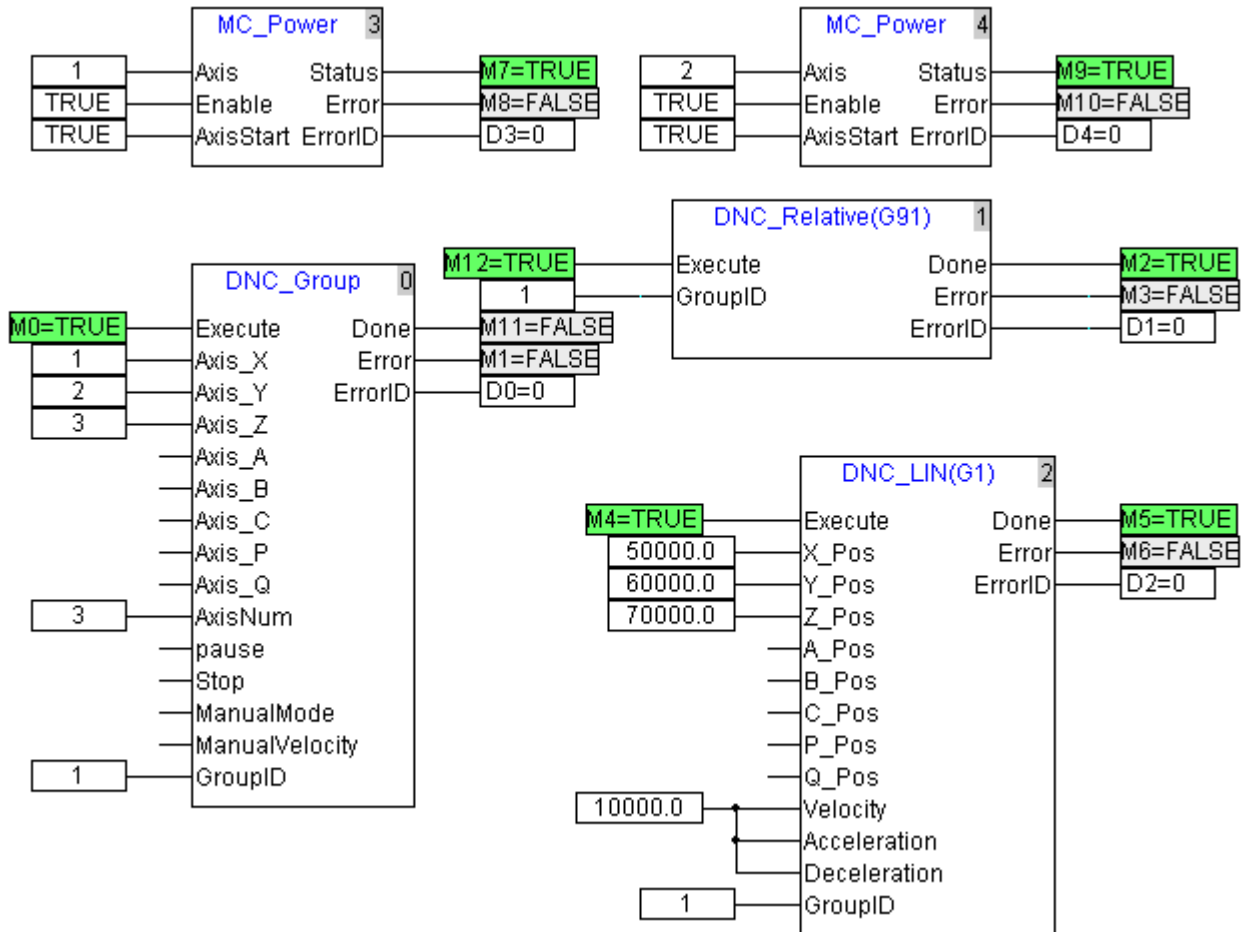 MC_Power 3
1 Axis Status M7=TRUE
TRUE Enable Error M8=FALSE
TRUE AxisStart ErrorID D3=0
MC_Power 4
2 Axis Status M9=TRUE
TRUE Enable Error M10=FALSE
TRUE AxisStart ErrorID D4=0
DNC_Relative(G91) 1
M12=TRUE Execute Done M2=TRUE
1 GroupID Error M3=FALSE
ErrorID D1=0
DNC_Group 0
M0=TRUE Execute Done M11=FALSE
1 Axis_X Error M1=FALSE
2 Axis_Y ErrorID D0=0
3 Axis_Z
Axis_A
Axis_B
Axis_C
Axis_P
Axis_Q
3 AxisNum
pause
Stop
ManualMode
ManualVelocity
1 GroupID
DNC_LIN(G1) 2
M4=TRUE Execute Done M5=TRUE
50000.0 X_Pos Error M6=FALSE
60000.0 Y_Pos ErrorID D2=0
70000.0 Z_Pos
A_Pos
B_Pos
C_Pos
P_Pos
Q_Pos
10000.0 Velocity
Acceleration
Deceleration
1 GroupID